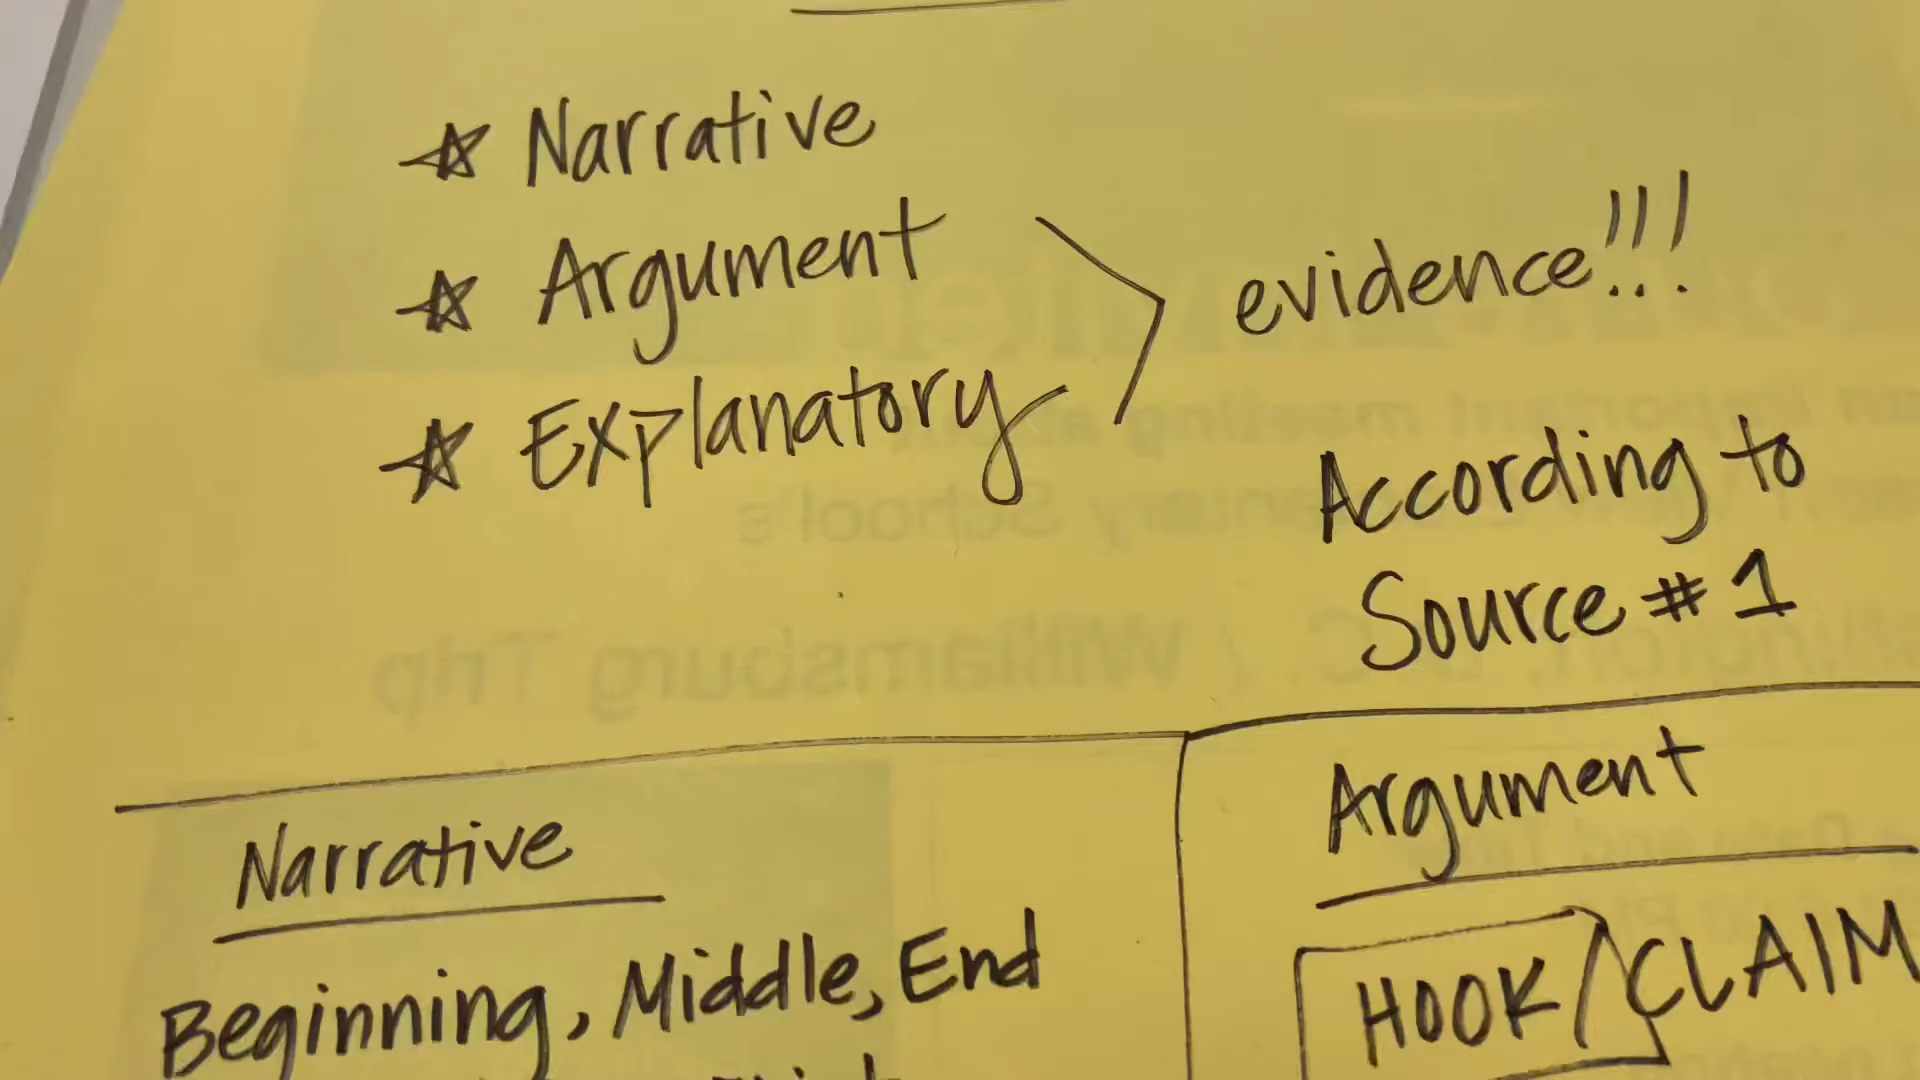 ☆ Narrative
☆ Argument
☆ Explanatory
evidence!!!
According to
Source #1
Narrative
Beginning, Middle, End
Argument
HOOK/CLAIM